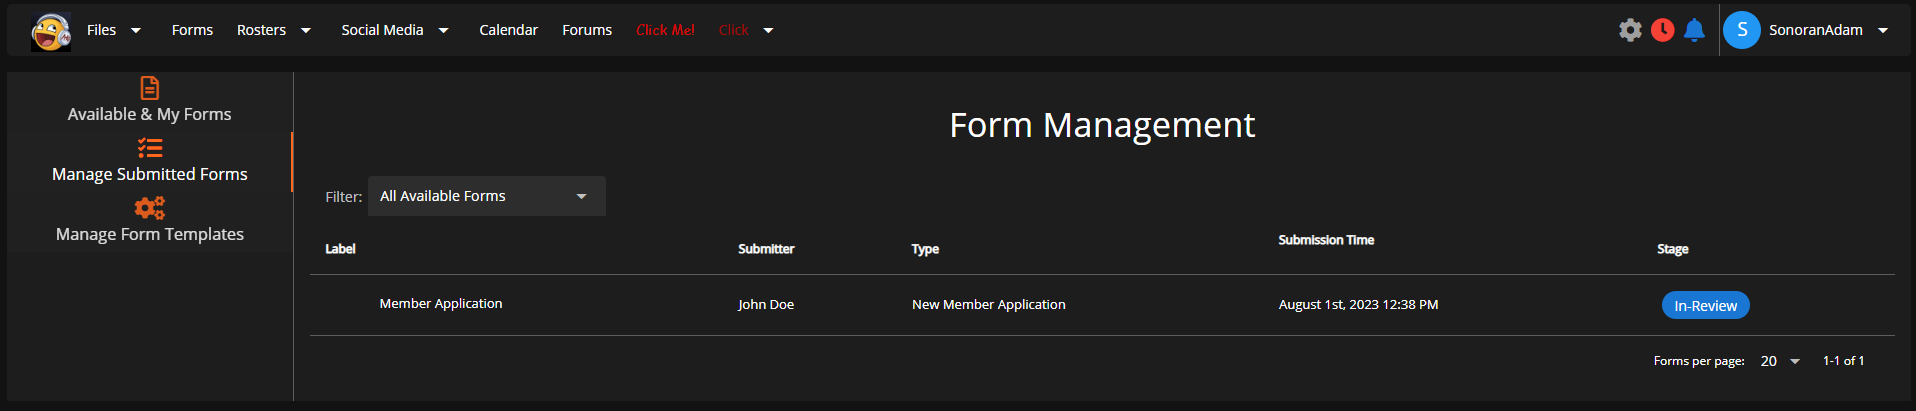 Files Forms Rosters Social Media Calendar Forums Click Me! Click S SonoranAdam
Available & My Forms
Manage Submitted Forms
Manage Form Templates
Form Management
Filter: All Available Forms
Label Submitter Type Submission Time Stage
Member Application John Doe New Member Application August 1st, 2023 12:38 PM In-Review
Forms per page: 20 1-1 of 1